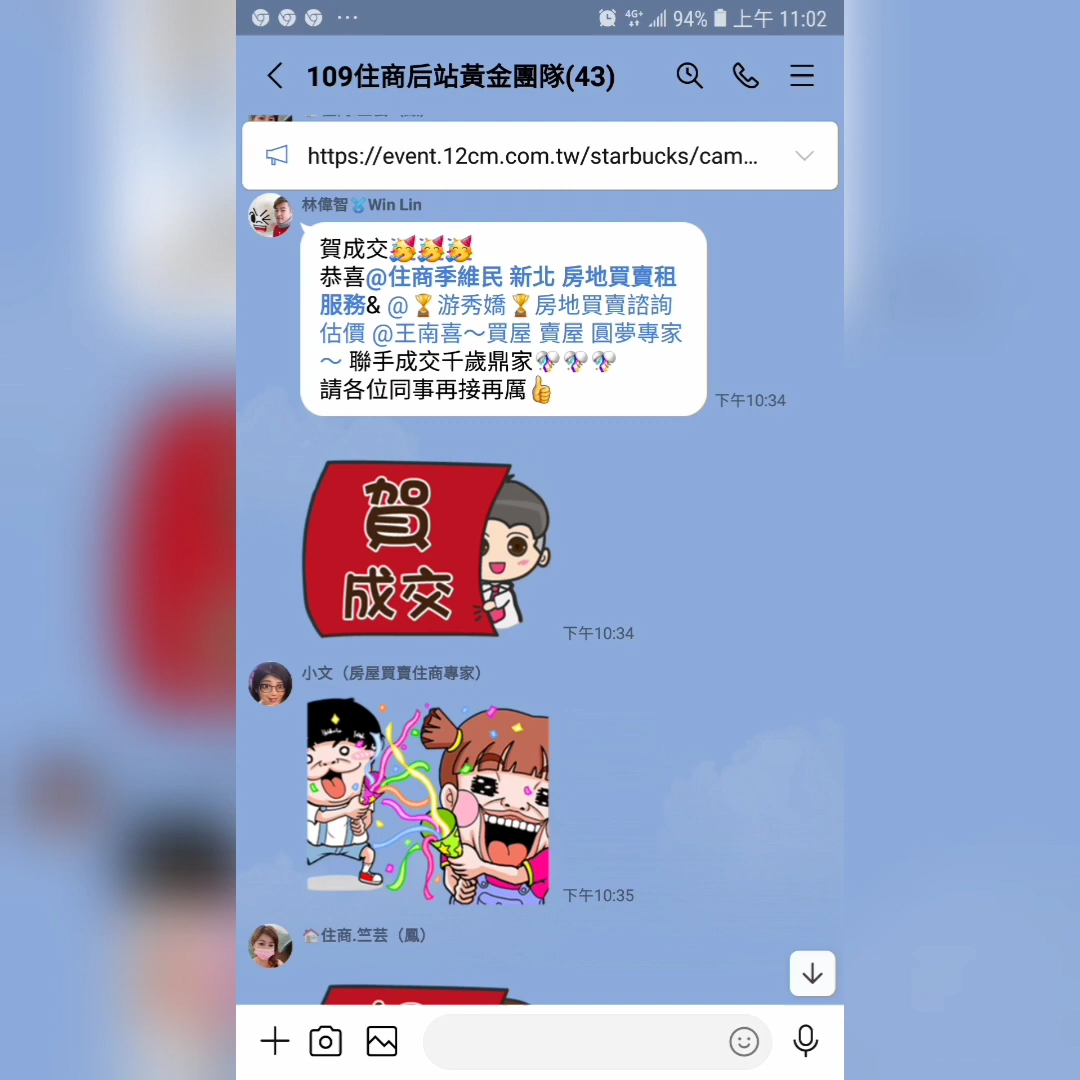 4G+ 94% 上午 11:02
109住商后站黃金團隊(43)
https://event.12cm.com.tw/starbucks/cam...
林偉智🥈Win Lin
賀成交🥳🥳🥳
恭喜@住商季維民 新北 房地買賣租
服務& @🏆游秀嬌🏆房地買賣諮詢
估價 @王南喜～買屋 賣屋 圓夢專家
～ 聯手成交千歲鼎家🎊🎊🎊
請各位同事再接再厲👍
下午10:34
賀
成交
下午10:34
小文（房屋買賣住商專家）
下午10:35
🏠住商.竺芸（鳳）